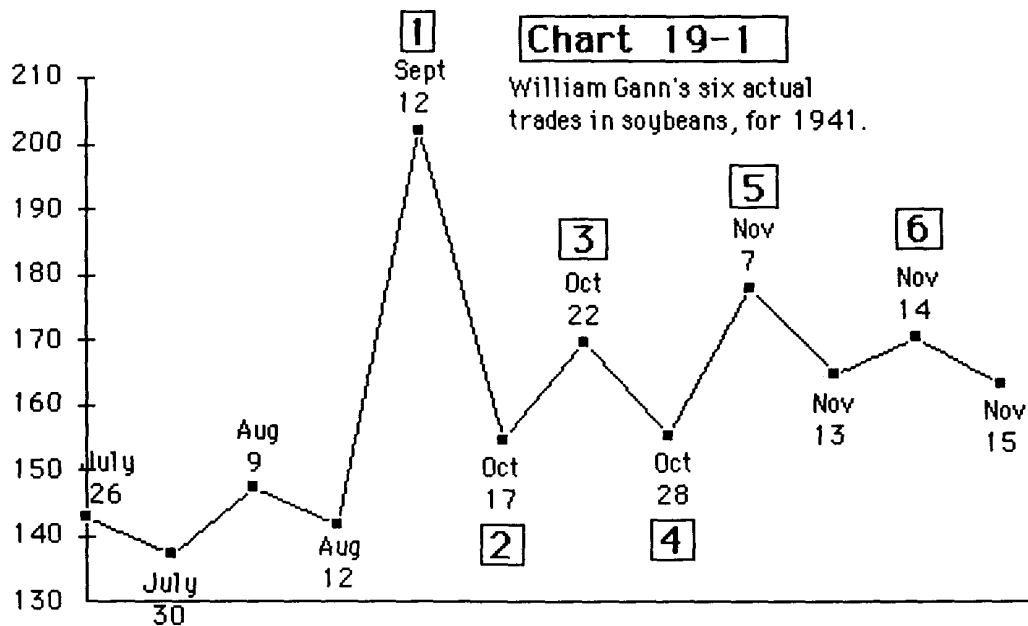 1
Chart 19-1
Sept
12
William Gann's six actual
trades in soybeans, for 1941.
210
200
190
180
170
160
150
140
130
July
26
July
30
Aug
9
Aug
12
Oct
17
2
3
Oct
22
Oct
28
4
5
Nov
7
Nov
13
6
Nov
14
Nov
15